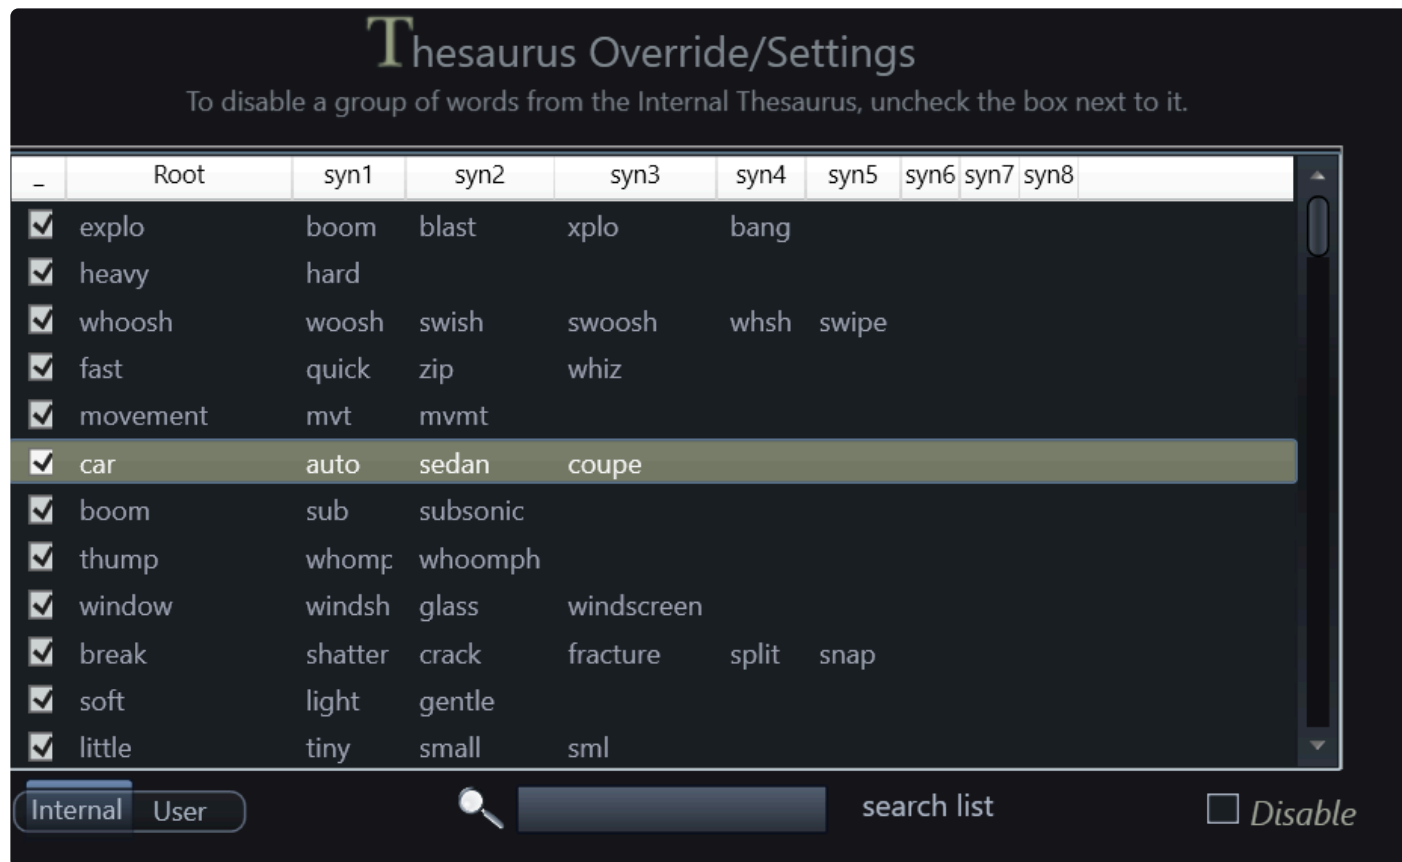 Thesaurus Override/Settings
To disable a group of words from the Internal Thesaurus, uncheck the box next to it.
_ Root syn1 syn2 syn3 syn4 syn5 syn6 syn7 syn8
explo boom blast xplo bang
heavy hard
whoosh woosh swish swoosh whsh swipe
fast quick zip whiz
movement mvt mvmt
car auto sedan coupe
boom sub subsonic
thump whomp whoomph
window windsh glass windscreen
break shatter crack fracture split snap
soft light gentle
little tiny small sml
Internal User search list Disable